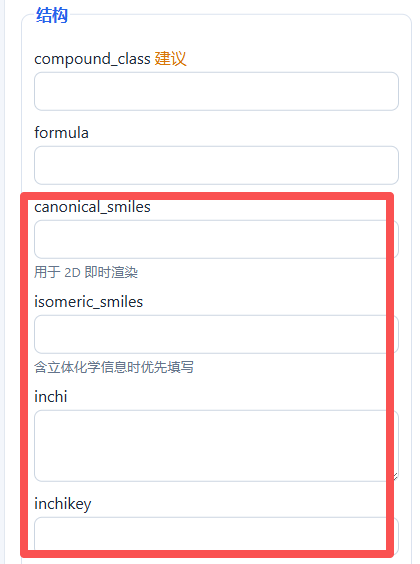 结构
compound_class 建议
formula
canonical_smiles
用于 2D 即时渲染
isomeric_smiles
含立体化学信息时优先填写
inchi
inchikey